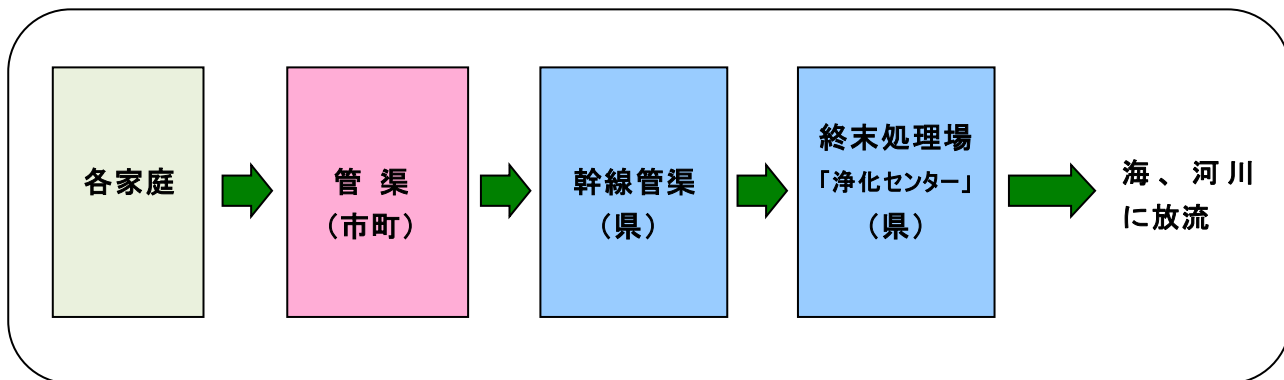 各家庭
管 渠
（市町）
幹線管渠
（県）
終末処理場
「浄化センター」
（県）
海 、 河 川
に放流